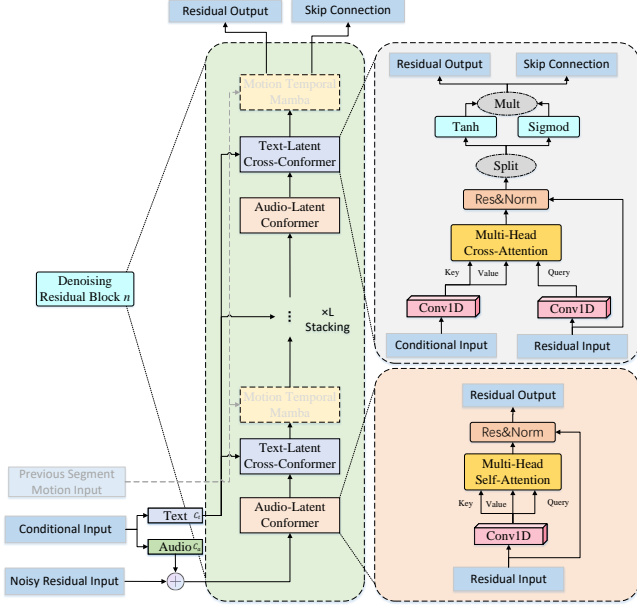 Residual Output
Skip Connection
Motion Temporal
Mamba
Text-Latent
Cross-Conformer
Audio-Latent
Conformer
Denoising
Residual Block n
×L
Stacking
Motion Temporal
Mamba
Text-Latent
Cross-Conformer
Previous Segment
Motion Input
Audio-Latent
Conformer
Conditional Input
Text Cₜ
Audio Cₐ
Noisy Residual Input
Residual Output
Skip Connection
Mult
Tanh
Sigmod
Split
Res&Norm
Multi-Head
Cross-Attention
Key
Value
Query
Conv1D
Conv1D
Conditional Input
Residual Input
Residual Output
Res&Norm
Multi-Head
Self-Attention
Key
Value
Query
Conv1D
Residual Input